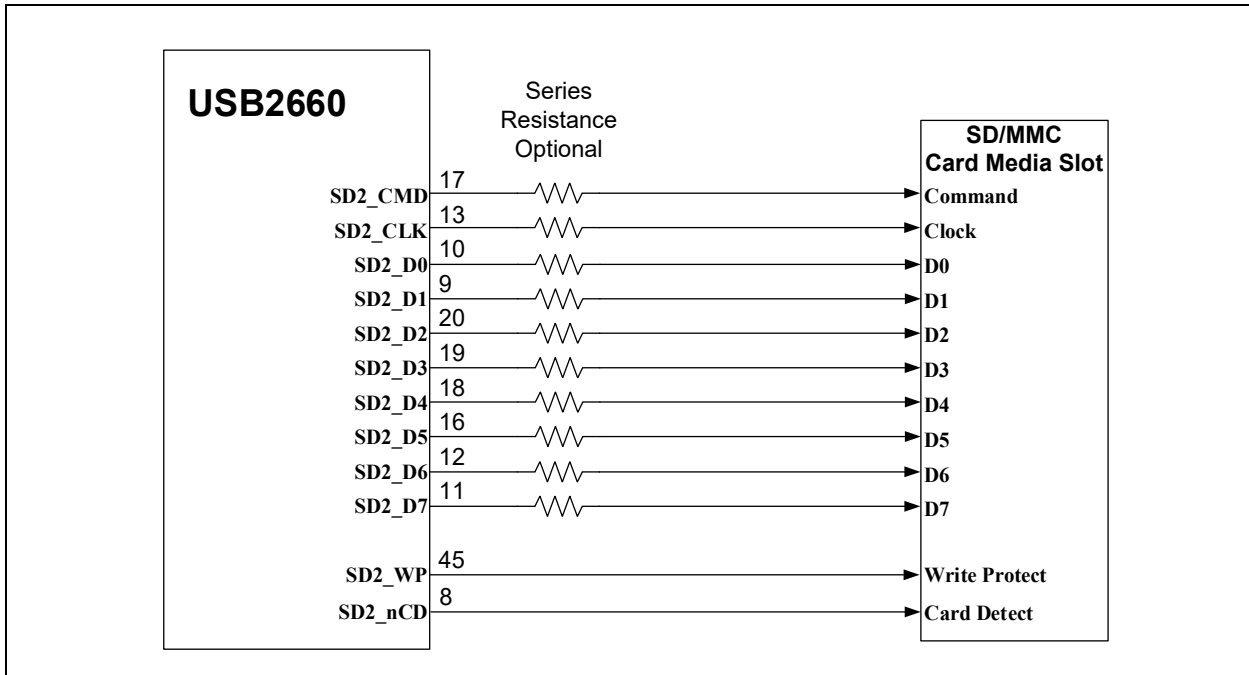 USB2660
Series
Resistance
Optional
SD/MMC
Card Media Slot
SD2_CMD 17 Command
SD2_CLK 13 Clock
SD2_D0 10 D0
SD2_D1 9 D1
SD2_D2 20 D2
SD2_D3 19 D3
SD2_D4 18 D4
SD2_D5 16 D5
SD2_D6 12 D6
SD2_D7 11 D7
SD2_WP 45 Write Protect
SD2_nCD 8 Card Detect